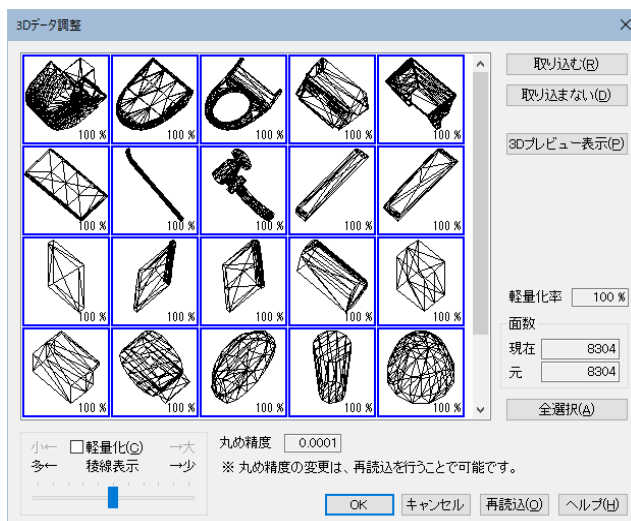 3Dデータ調整
取り込む(R)
取り込まない(D)
3Dプレビュー表示(P)
100 % 100 % 100 % 100 % 100 %
100 % 100 % 100 % 100 % 100 %
100 % 100 % 100 % 100 % 100 %
100 % 100 % 100 % 100 % 100 %
軽量化率 100 %
面数
現在 8304
元 8304
全選択(A)
小← 軽量化(C) →大
多← 稜線表示 →少
丸め精度 0.0001
※ 丸め精度の変更は、再読込を行うことで可能です。
OK キャンセル 再読込(O) ヘルプ(H)